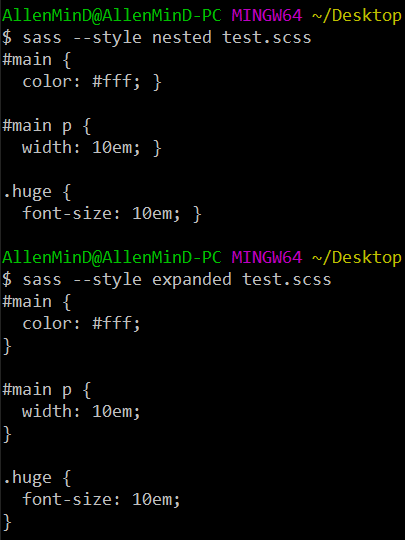 AllenMinD@AllenMinD-PC MINGW64 ~/Desktop
$ sass --style nested test.scss
#main {
  color: #fff; }

#main p {
  width: 10em; }

.huge {
  font-size: 10em; }

AllenMinD@AllenMinD-PC MINGW64 ~/Desktop
$ sass --style expanded test.scss
#main {
  color: #fff;
}

#main p {
  width: 10em;
}

.huge {
  font-size: 10em;
}